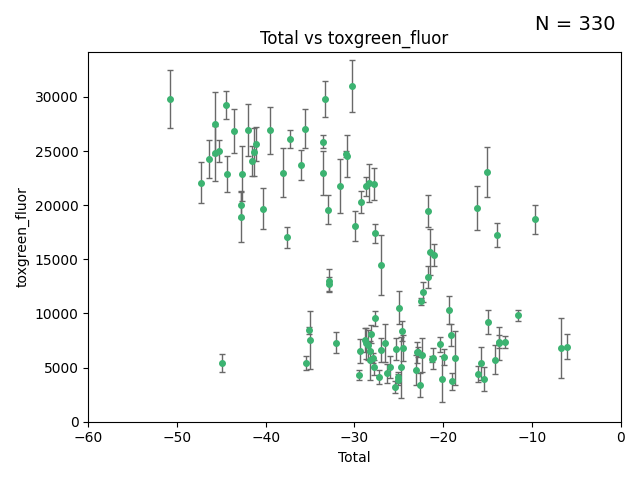 N = 330
Total vs toxgreen_fluor
toxgreen_fluor
30000
25000
20000
15000
10000
5000
0
−60 −50 −40 −30 −20 −10 0
Total